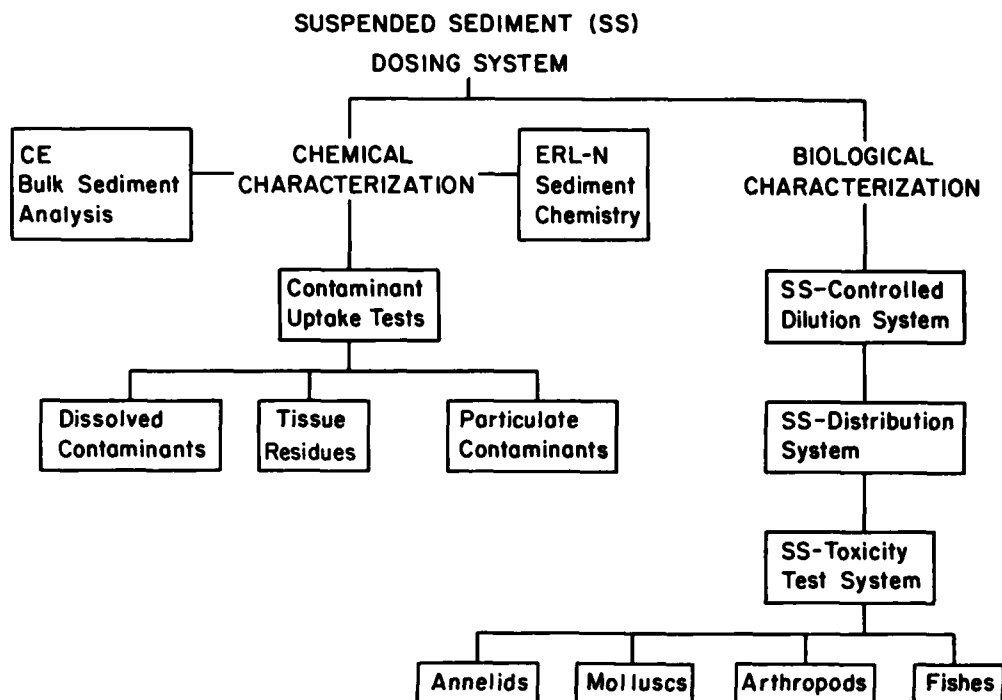 SUSPENDED SEDIMENT (SS)
DOSING SYSTEM
CE
Bulk Sediment
Analysis
CHEMICAL
CHARACTERIZATION
ERL-N
Sediment
Chemistry
BIOLOGICAL
CHARACTERIZATION
Contaminant
Uptake Tests
SS-Controlled
Dilution System
Dissolved
Contaminants
Tissue
Residues
Particulate
Contaminants
SS-Distribution
System
SS-Toxicity
Test System
Annelids
Molluscs
Arthropods
Fishes